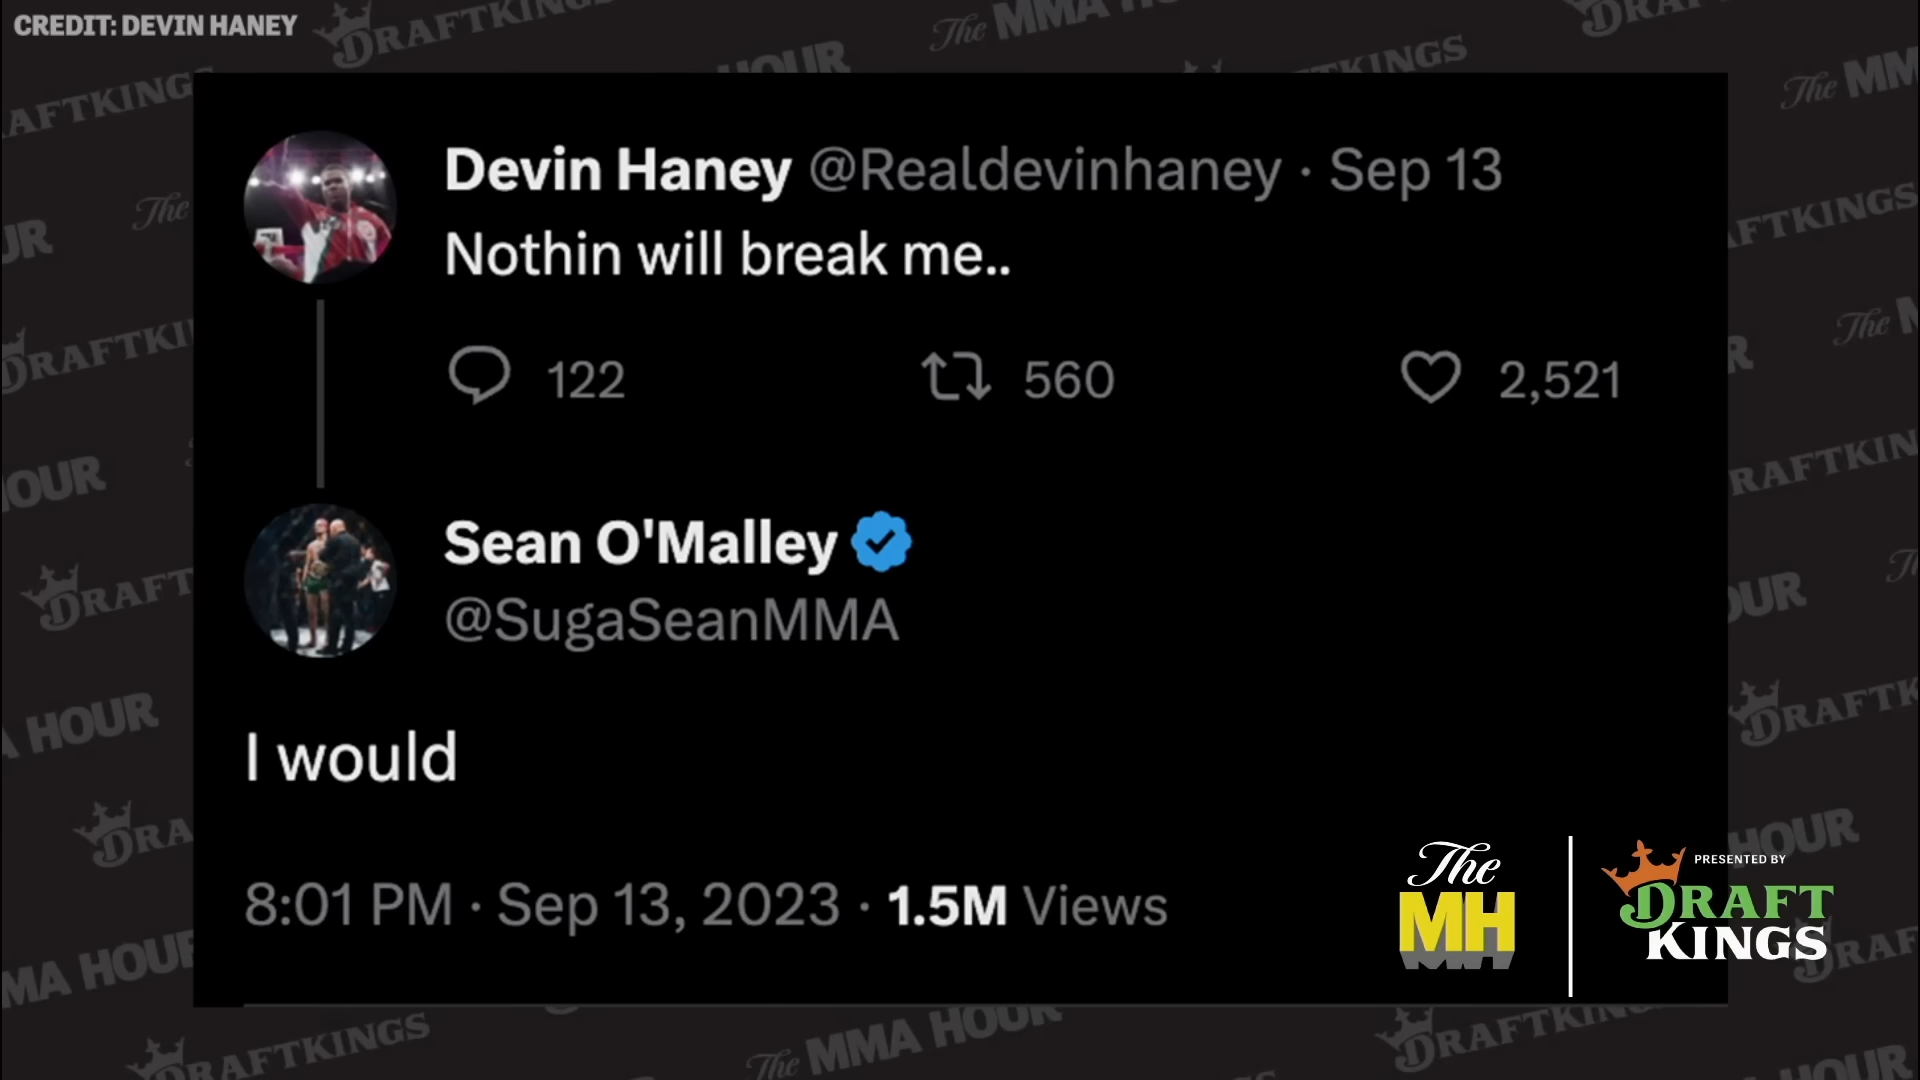 CREDIT: DEVIN HANEY
Devin Haney @Realdevinhaney · Sep 13
Nothin will break me..
122 560 2,521
Sean O'Malley
@SugaSeanMMA
I would
8:01 PM · Sep 13, 2023 · 1.5M Views
The
MH
PRESENTED BY
DRAFT
KINGS